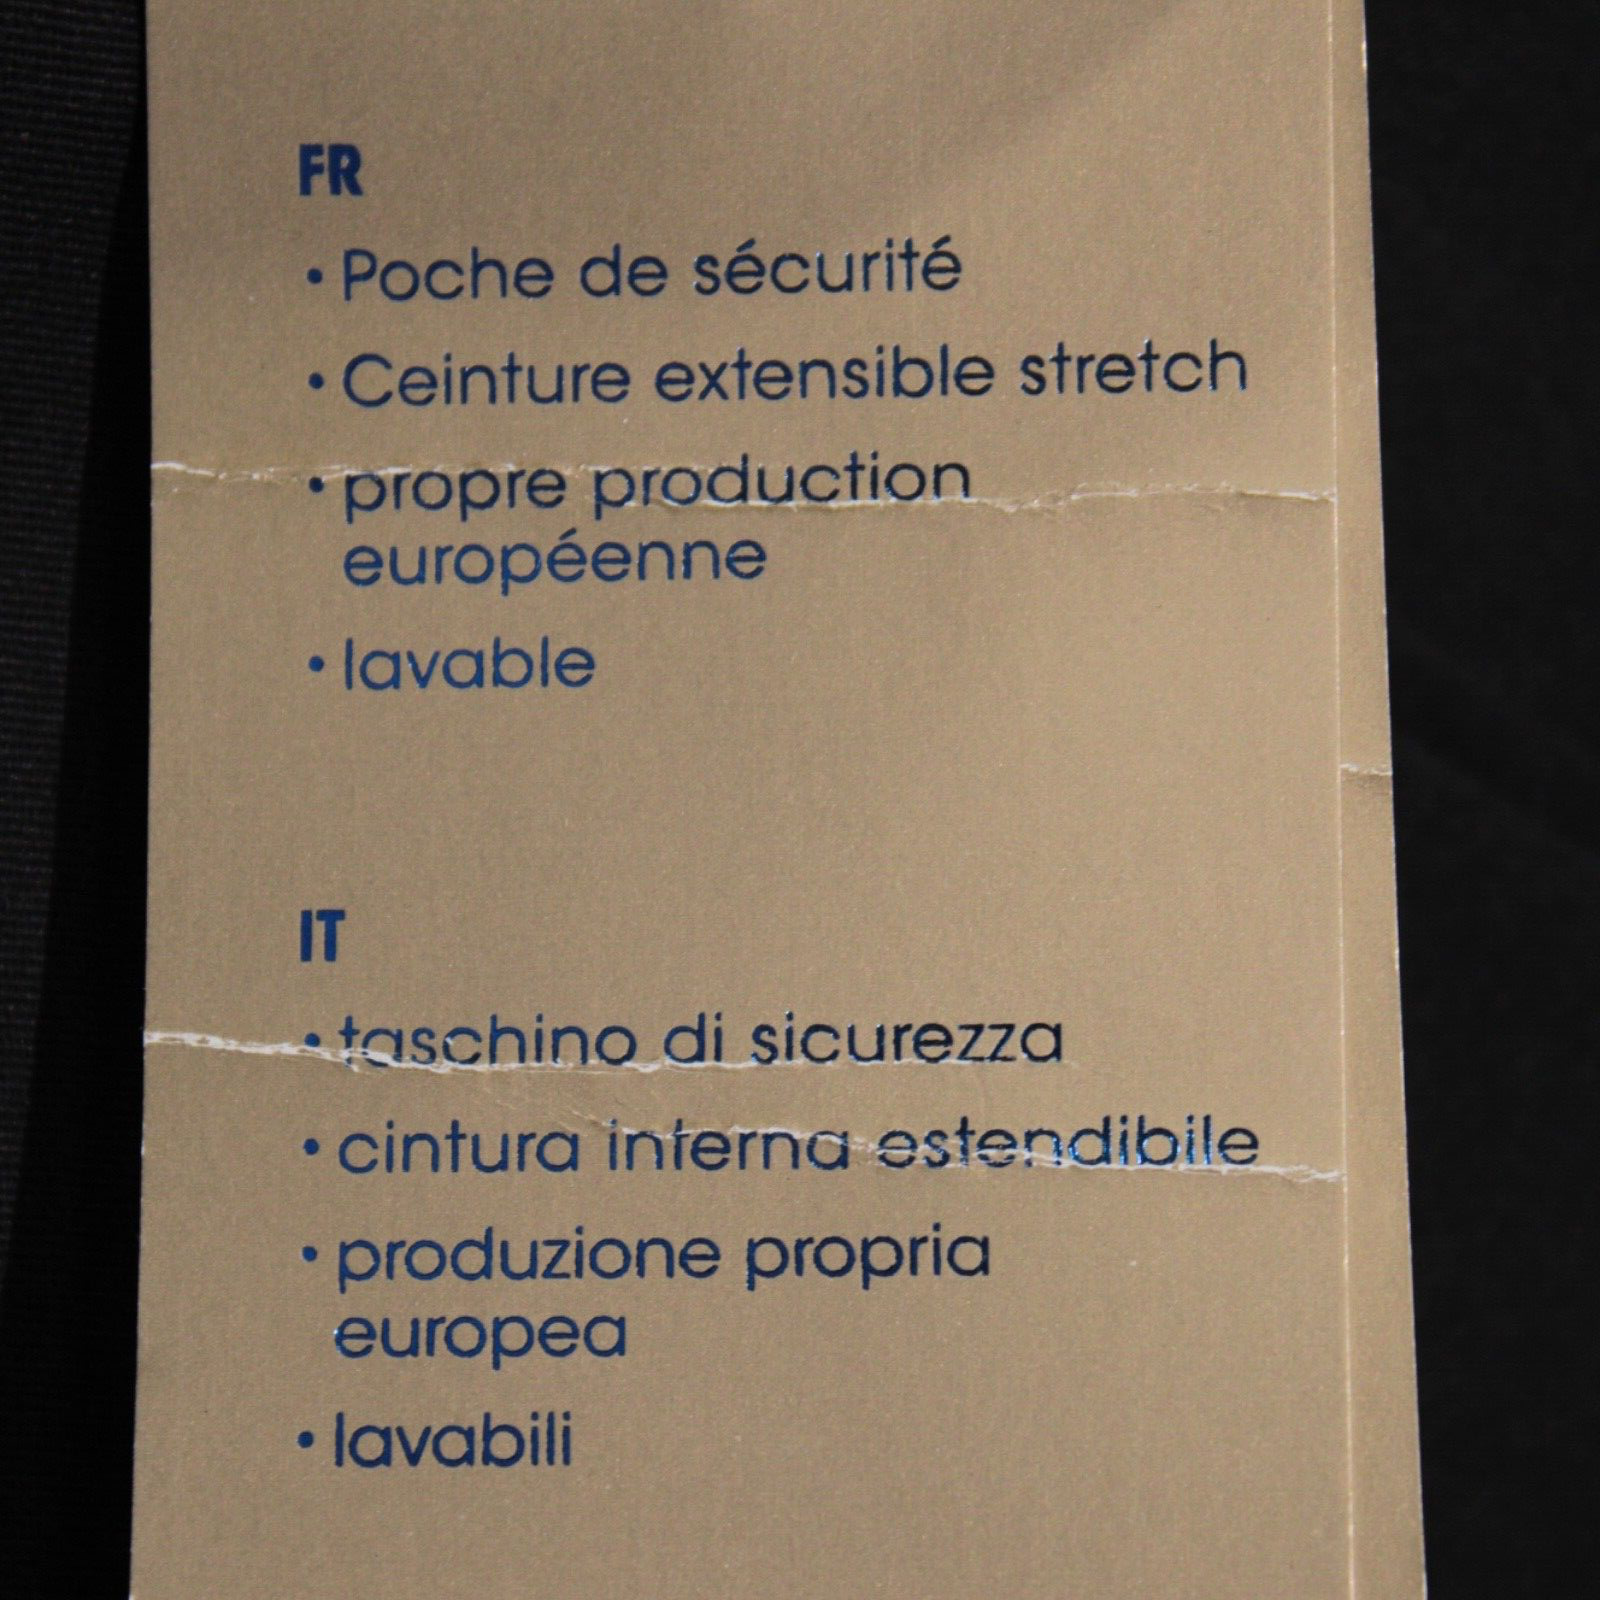 FR
• Poche de sécurité
• Ceinture extensible stretch
• propre production
européenne
• lavable
IT
• taschino di sicurezza
• cintura interna estendibile
• produzione propria
europea
• lavabili